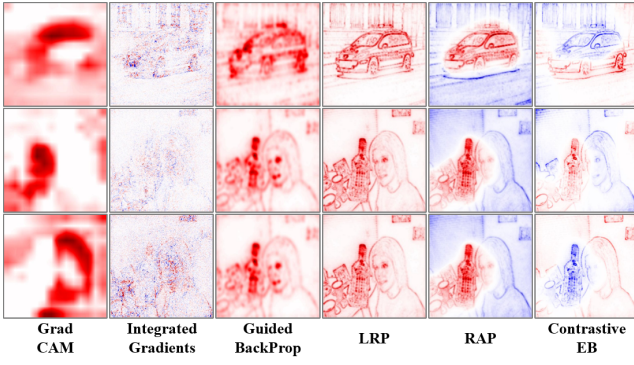 Grad
CAM
Integrated
Gradients
Guided
BackProp
LRP
RAP
Contrastive
EB